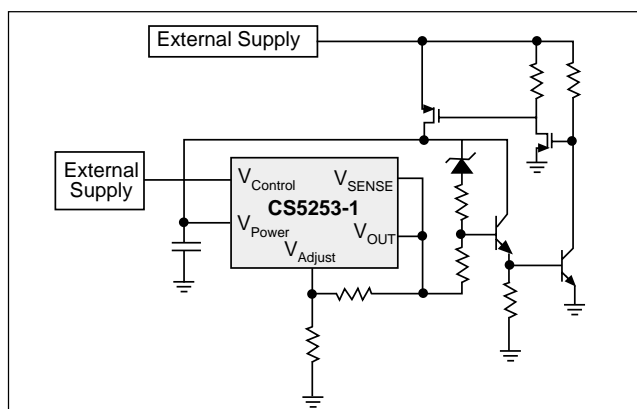 External Supply
External
Supply
VControl
VSENSE
CS5253-1
VPower
VOUT
VAdjust